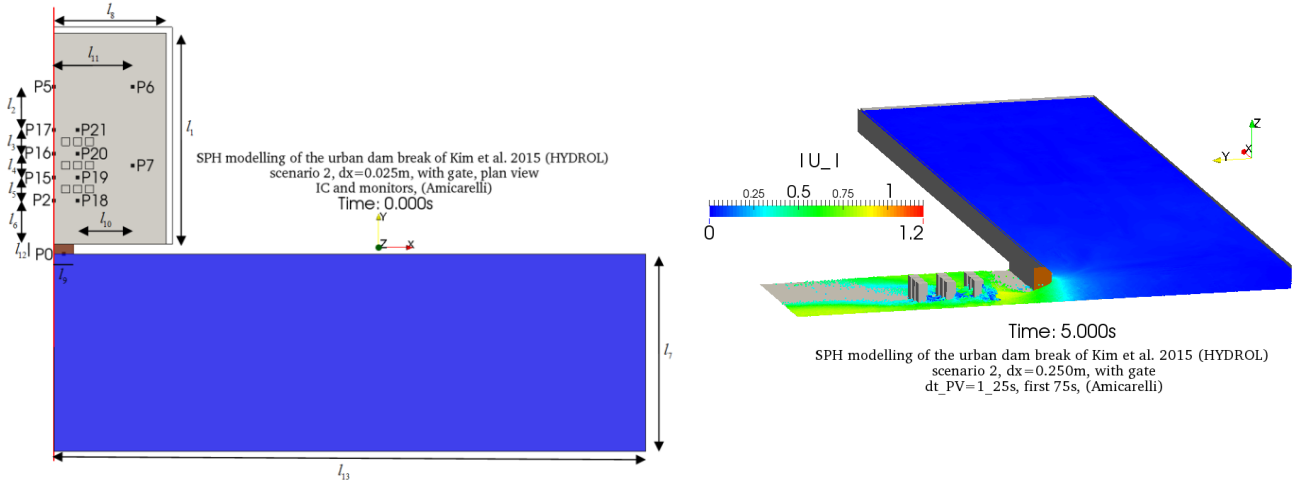 l8
l11
P5
P6
l2
l1
P17
P21
l3
P16
P20
l4
P7
P15
P19
l5
P2
P18
l6
l10
l12
P0
l9
SPH modelling of the urban dam break of Kim et al. 2015 (HYDROL)
scenario 2, dx=0.025m, with gate, plan view
IC and monitors, (Amicarelli)
Time: 0.000s
Y
Z
X
l7
l13
|U_|
0.25
0.5
0.75
1
0
1.2
Z
X
Y
Time: 5.000s
SPH modelling of the urban dam break of Kim et al. 2015 (HYDROL)
scenario 2, dx=0.250m, with gate
dt_PV=1_25s, first 75s, (Amicarelli)